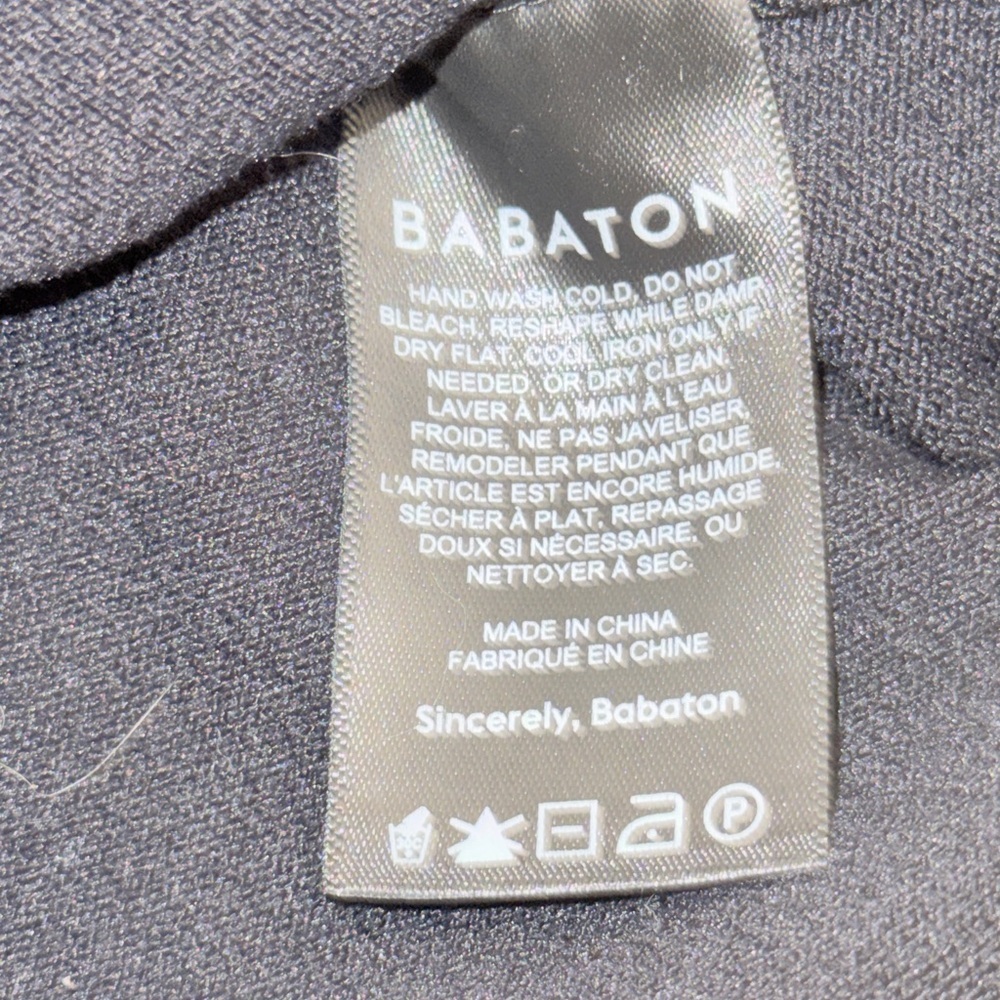 BABATON
HAND WASH COLD, DO NOT
BLEACH, RESHAPE WHILE DAMP
DRY FLAT, COOL IRON ONLY IF
NEEDED, OR DRY CLEAN
LAVER À LA MAIN À L'EAU
FROIDE, NE PAS JAVELISER,
REMODELER PENDANT QUE
L'ARTICLE EST ENCORE HUMIDE,
SÉCHER À PLAT, REPASSAGE
DOUX SI NÉCESSAIRE, OU
NETTOYER À SEC.
MADE IN CHINA
FABRIQUÉ EN CHINE
Sincerely, Babaton
30C P